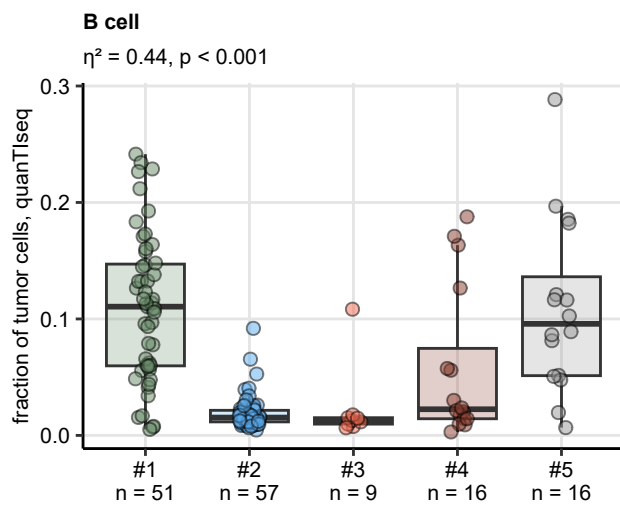 B cell
η² = 0.44, p < 0.001
fraction of tumor cells, quanTIseq
0.3
0.2
0.1
0.0
#1 #2 #3 #4 #5
n = 51 n = 57 n = 9 n = 16 n = 16